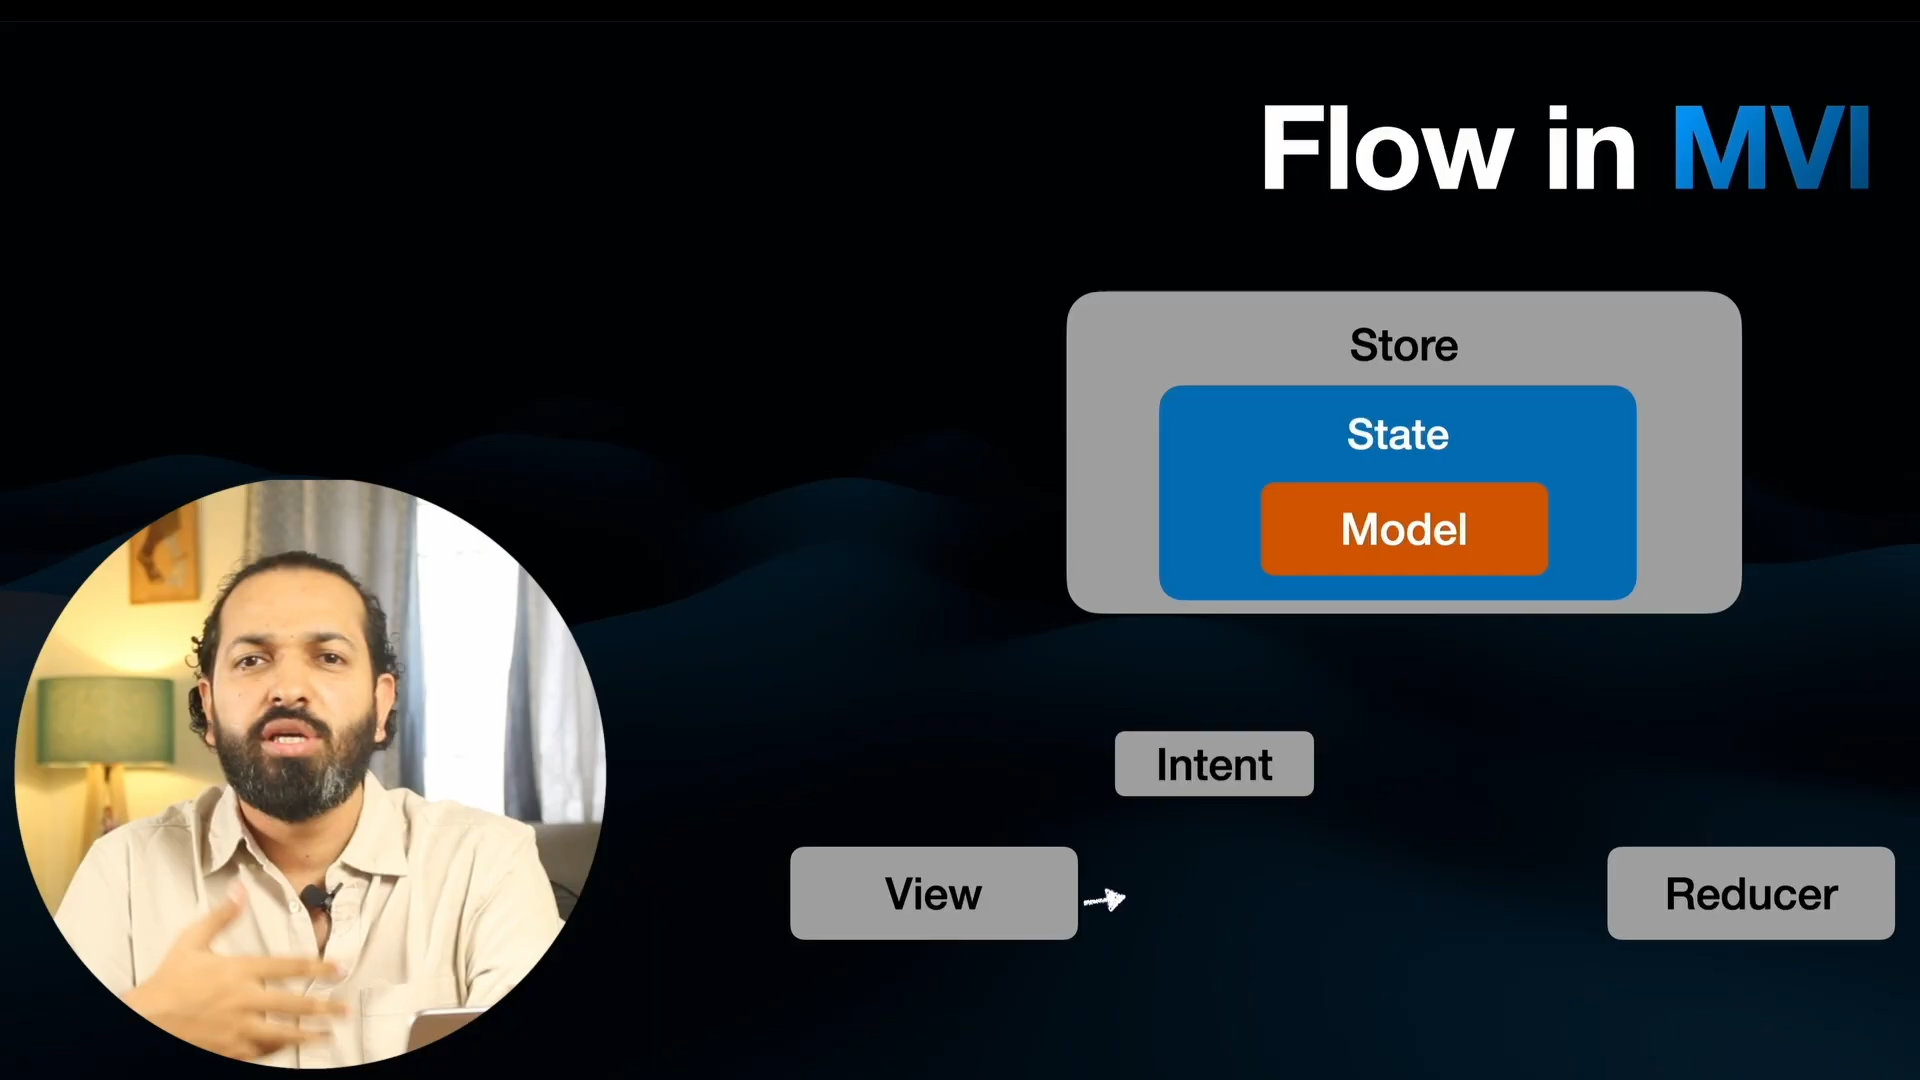 Flow in MVI
Store
State
Model
Intent
View
Reducer